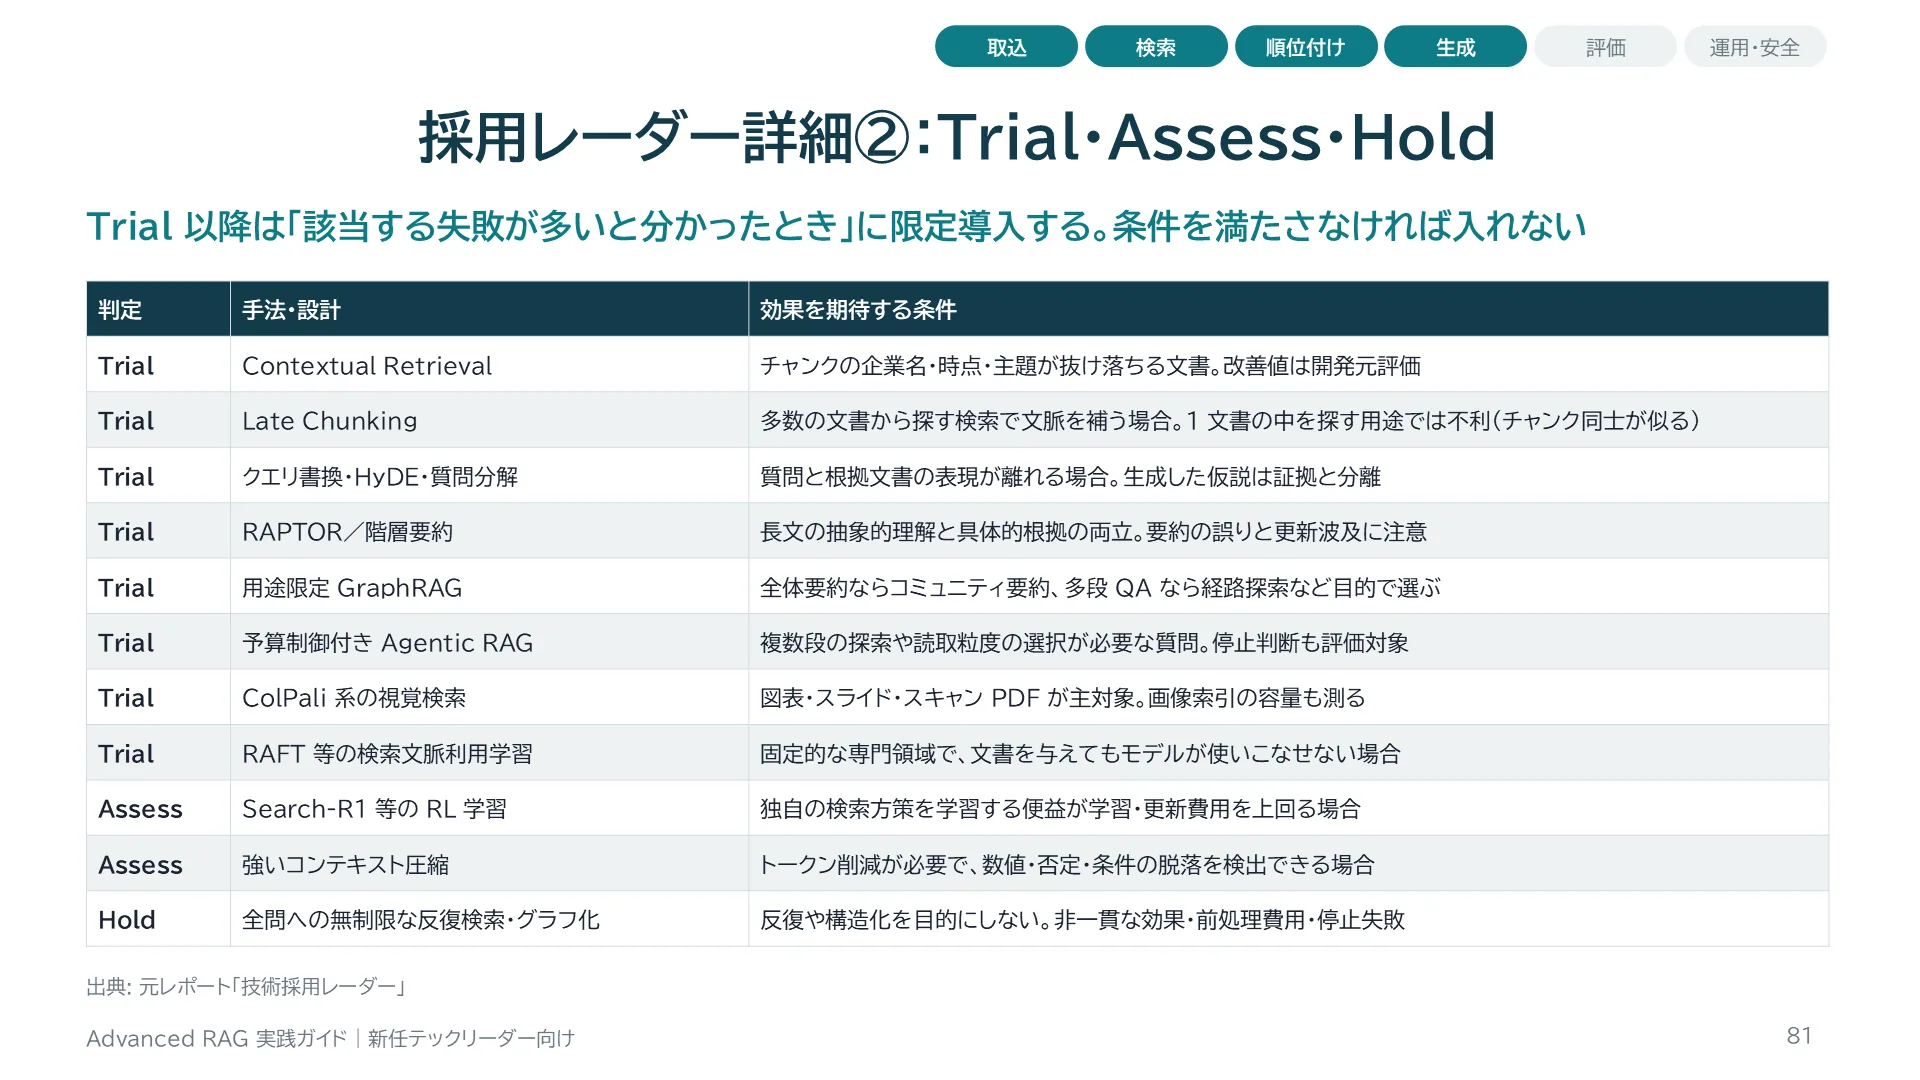 取込 検索 順位付け 生成 評価 運用・安全
採用レーダー詳細②：Trial・Assess・Hold
Trial 以降は「該当する失敗が多いと分かったとき」に限定導入する。条件を満たさなければ入れない
判定 手法・設計 効果を期待する条件
Trial Contextual Retrieval チャンクの企業名・時点・主題が抜け落ちる文書。改善値は開発元評価
Trial Late Chunking 多数の文書から探す検索で文脈を補う場合。1 文書の中を探す用途では不利（チャンク同士が似る）
Trial クエリ書換・HyDE・質問分解 質問と根拠文書の表現が離れる場合。生成した仮説は証拠と分離
Trial RAPTOR／階層要約 長文の抽象的理解と具体的根拠の両立。要約の誤りと更新波及に注意
Trial 用途限定 GraphRAG 全体要約ならコミュニティ要約、多段 QA なら経路探索など目的で選ぶ
Trial 予算制御付き Agentic RAG 複数段の探索や読取粒度の選択が必要な質問。停止判断も評価対象
Trial ColPali 系の視覚検索 図表・スライド・スキャン PDF が主対象。画像索引の容量も測る
Trial RAFT 等の検索文脈利用学習 固定的な専門領域で、文書を与えてもモデルが使いこなせない場合
Assess Search-R1 等の RL 学習 独自の検索方策を学習する便益が学習・更新費用を上回る場合
Assess 強いコンテキスト圧縮 トークン削減が必要で、数値・否定・条件の脱落を検出できる場合
Hold 全問への無制限な反復検索・グラフ化 反復や構造化を目的にしない。非一貫な効果・前処理費用・停止失敗
出典: 元レポート「技術採用レーダー」
Advanced RAG 実践ガイド｜新任テックリーダー向け
81